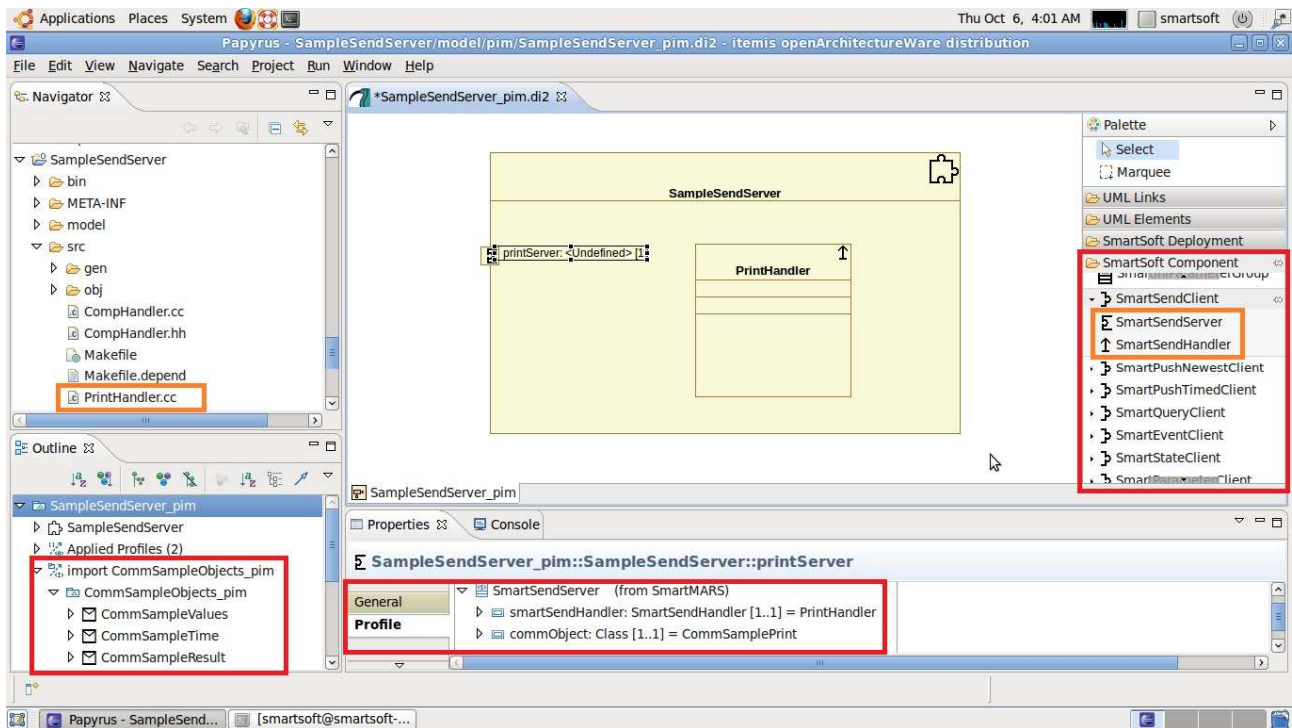 Applications Places System
Thu Oct 6, 4:01 AM
smartsoft
Papyrus - SampleSendServer/model/pim/SampleSendServer_pim.di2 - itemis openArchitectureWare distribution
File Edit View Navigate Search Project Run Window Help
Navigator
SampleSendServer
bin
META-INF
model
src
gen
obj
CompHandler.cc
CompHandler.hh
Makefile
Makefile.depend
PrintHandler.cc
Outline
SampleSendServer_pim
SampleSendServer
Applied Profiles (2)
import CommSampleObjects_pim
CommSampleObjects_pim
CommSampleValues
CommSampleTime
CommSampleResult
*SampleSendServer_pim.di2
SampleSendServer
printServer: <Undefined> [1
PrintHandler
SampleSendServer_pim
Palette
Select
Marquee
UML Links
UML Elements
SmartSoft Deployment
SmartSoft Component
SmartSendClient
SmartSendServer
SmartSendHandler
SmartPushNewestClient
SmartPushTimedClient
SmartQueryClient
SmartEventClient
SmartStateClient
SmartParameterClient
Properties Console
SampleSendServer_pim::SampleSendServer::printServer
General
Profile
SmartSendServer (from SmartMARS)
smartSendHandler: SmartSendHandler [1..1] = PrintHandler
commObject: Class [1..1] = CommSamplePrint
Papyrus - SampleSend...
[smartsoft@smartsoft-...